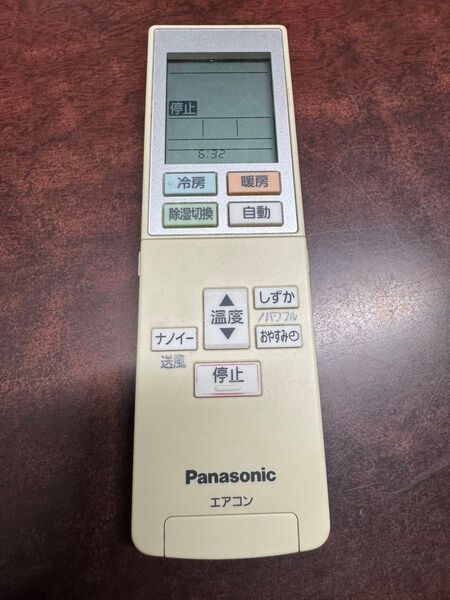 停止
6:32
冷房 暖房
除湿切換 自動
しずか
/パワフル
温度
ナノイー おやすみ
送風
停止
Panasonic
エアコン